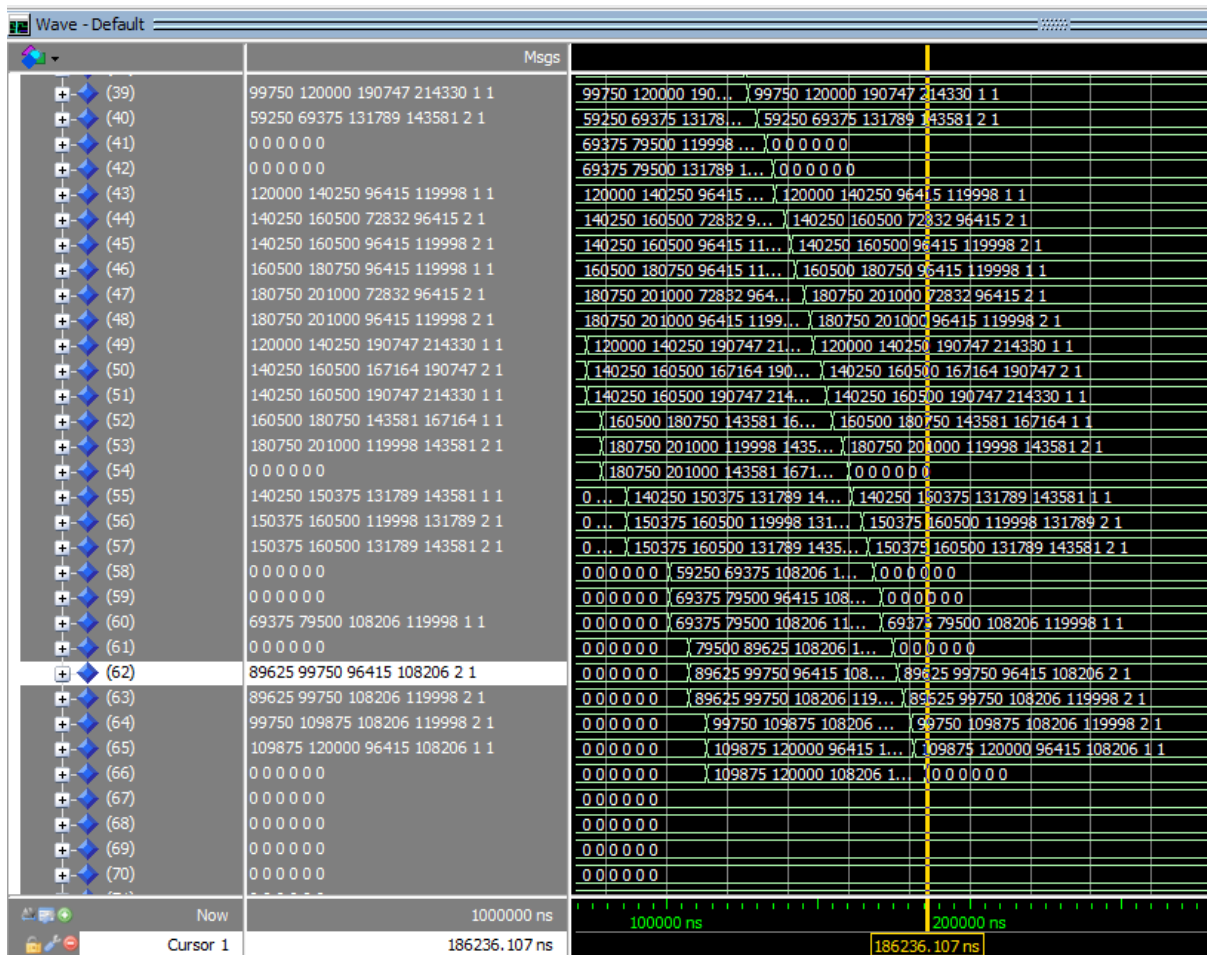 Wave - Default
Msgs
(39) 99750 120000 190747 214330 1 1 99750 120000 190... 99750 120000 190747 214330 1 1
(40) 59250 69375 131789 143581 2 1 59250 69375 13178... 59250 69375 131789 143581 2 1
(41) 0 0 0 0 0 0 69375 79500 119998 ... 0 0 0 0 0 0
(42) 0 0 0 0 0 0 69375 79500 131789 1... 0 0 0 0 0 0
(43) 120000 140250 96415 119998 1 1 120000 140250 96415 ... 120000 140250 96415 119998 1 1
(44) 140250 160500 72832 96415 2 1 140250 160500 72832 9... 140250 160500 72832 96415 2 1
(45) 140250 160500 96415 119998 2 1 140250 160500 96415 11... 140250 160500 96415 119998 2 1
(46) 160500 180750 96415 119998 1 1 160500 180750 96415 11... 160500 180750 96415 119998 1 1
(47) 180750 201000 72832 96415 2 1 180750 201000 72832 964... 180750 201000 72832 96415 2 1
(48) 180750 201000 96415 119998 2 1 180750 201000 96415 1199... 180750 201000 96415 119998 2 1
(49) 120000 140250 190747 214330 1 1 120000 140250 190747 21... 120000 140250 190747 214330 1 1
(50) 140250 160500 167164 190747 2 1 140250 160500 167164 190... 140250 160500 167164 190747 2 1
(51) 140250 160500 190747 214330 1 1 140250 160500 190747 214... 140250 160500 190747 214330 1 1
(52) 160500 180750 143581 167164 1 1 160500 180750 143581 16... 160500 180750 143581 167164 1 1
(53) 180750 201000 119998 143581 2 1 180750 201000 119998 1435... 180750 201000 119998 143581 2 1
(54) 0 0 0 0 0 0 180750 201000 143581 1671... 0 0 0 0 0 0
(55) 140250 150375 131789 143581 1 1 0 ... 140250 150375 131789 14... 140250 150375 131789 143581 1 1
(56) 150375 160500 119998 131789 2 1 0 ... 150375 160500 119998 131... 150375 160500 119998 131789 2 1
(57) 150375 160500 131789 143581 2 1 0 ... 150375 160500 131789 1435... 150375 160500 131789 143581 2 1
(58) 0 0 0 0 0 0 0 0 0 0 0 0 59250 69375 108206 1... 0 0 0 0 0 0
(59) 0 0 0 0 0 0 0 0 0 0 0 0 69375 79500 96415 108... 0 0 0 0 0 0
(60) 69375 79500 108206 119998 1 1 0 0 0 0 0 0 69375 79500 108206 11... 69375 79500 108206 119998 1 1
(61) 0 0 0 0 0 0 0 0 0 0 0 0 79500 89625 108206 1... 0 0 0 0 0 0
(62) 89625 99750 96415 108206 2 1 0 0 0 0 0 0 89625 99750 96415 108... 89625 99750 96415 108206 2 1
(63) 89625 99750 108206 119998 2 1 0 0 0 0 0 0 89625 99750 108206 119... 89625 99750 108206 119998 2 1
(64) 99750 109875 108206 119998 2 1 0 0 0 0 0 0 99750 109875 108206 ... 99750 109875 108206 119998 2 1
(65) 109875 120000 96415 108206 1 1 0 0 0 0 0 0 109875 120000 96415 1... 109875 120000 96415 108206 1 1
(66) 0 0 0 0 0 0 0 0 0 0 0 0 109875 120000 108206 1... 0 0 0 0 0 0
(67) 0 0 0 0 0 0 0 0 0 0 0 0
(68) 0 0 0 0 0 0 0 0 0 0 0 0
(69) 0 0 0 0 0 0 0 0 0 0 0 0
(70) 0 0 0 0 0 0 0 0 0 0 0 0
Now 1000000 ns 100000 ns 200000 ns
Cursor 1 186236.107 ns 186236.107 ns